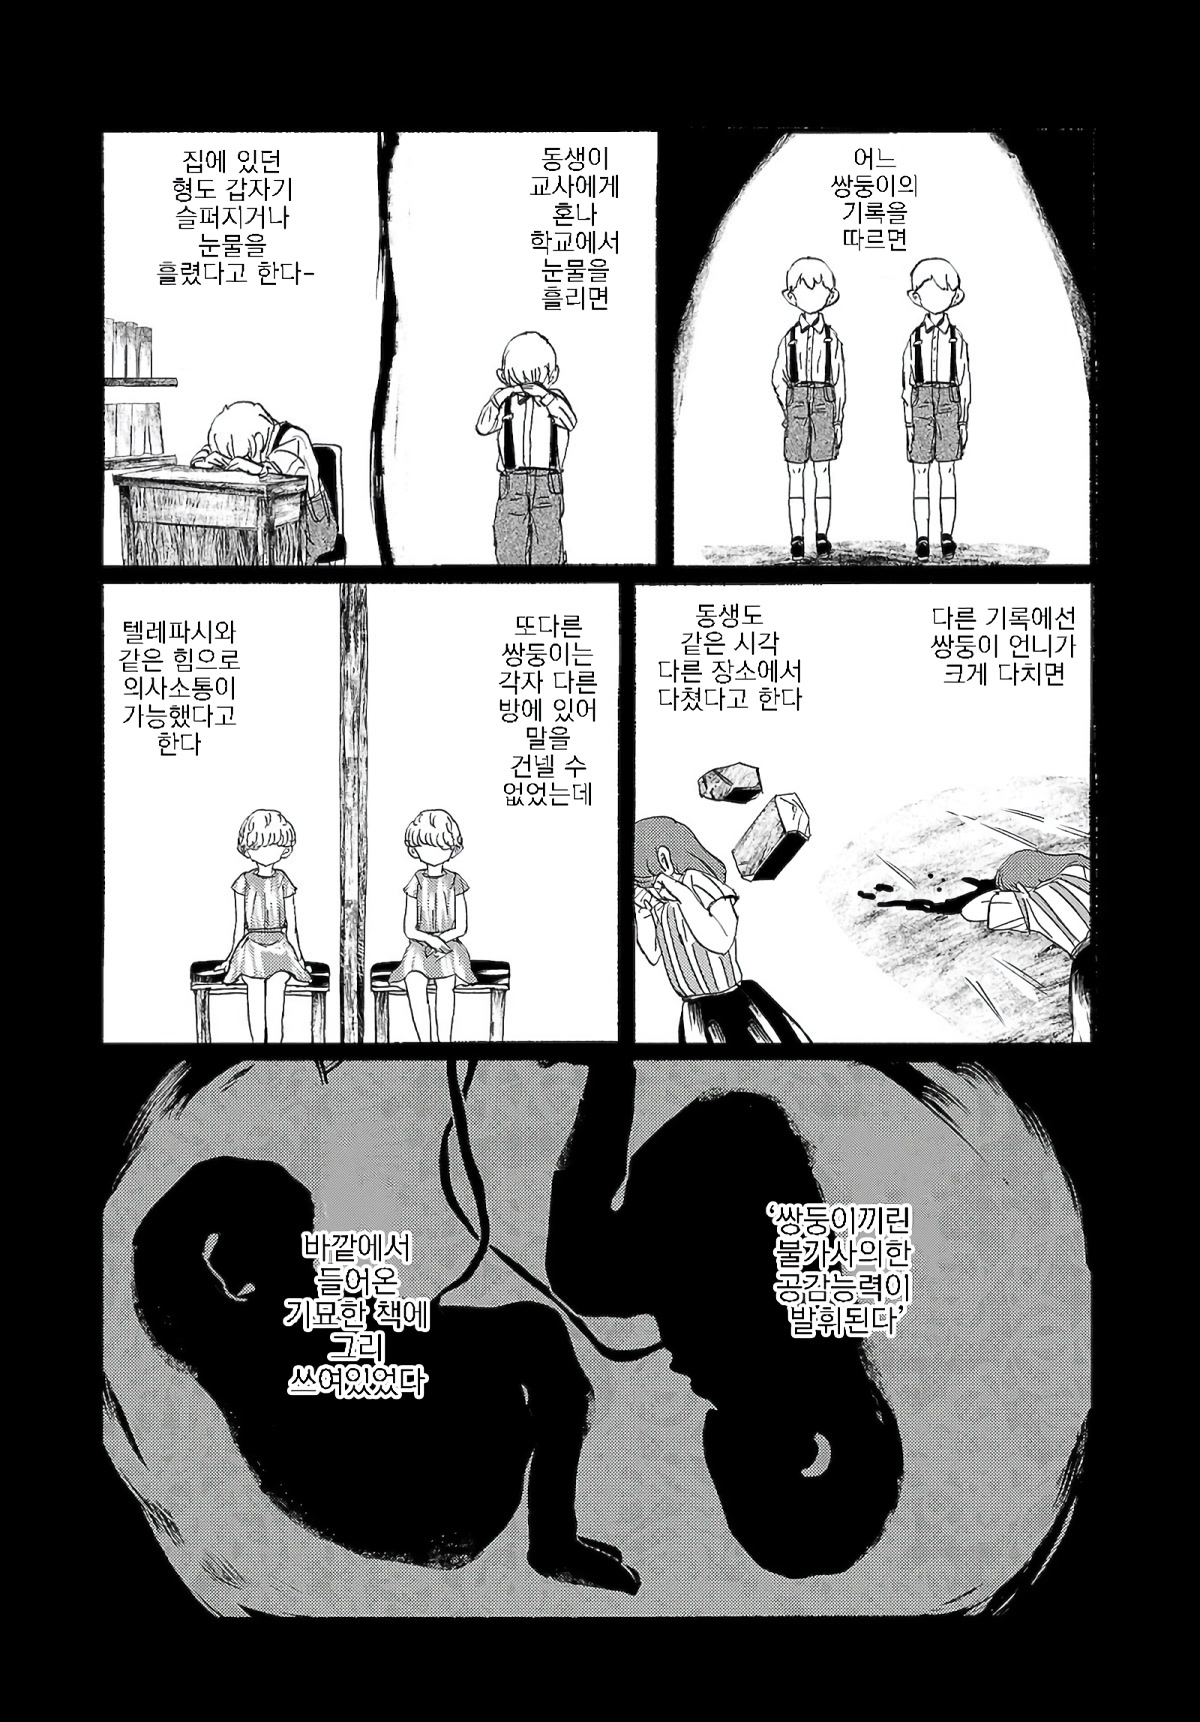 어느
쌍둥이의
기록을
따르면
동생이
교사에게
혼나
학교에서
눈물을
흘리면
집에 있던
형도 갑자기
슬퍼지거나
눈물을
흘렸다고 한다-
다른 기록에선
쌍둥이 언니가
크게 다치면
동생도
같은 시각
다른 장소에서
다쳤다고 한다
또다른
쌍둥이는
각자 다른
방에 있어
말을
건넬 수
없었는데
텔레파시와
같은 힘으로
의사소통이
가능했다고
한다
‘쌍둥이끼린
불가사의한
공감능력이
발휘된다’
바깥에서
들어온
기묘한 책에
그리
쓰여있었다